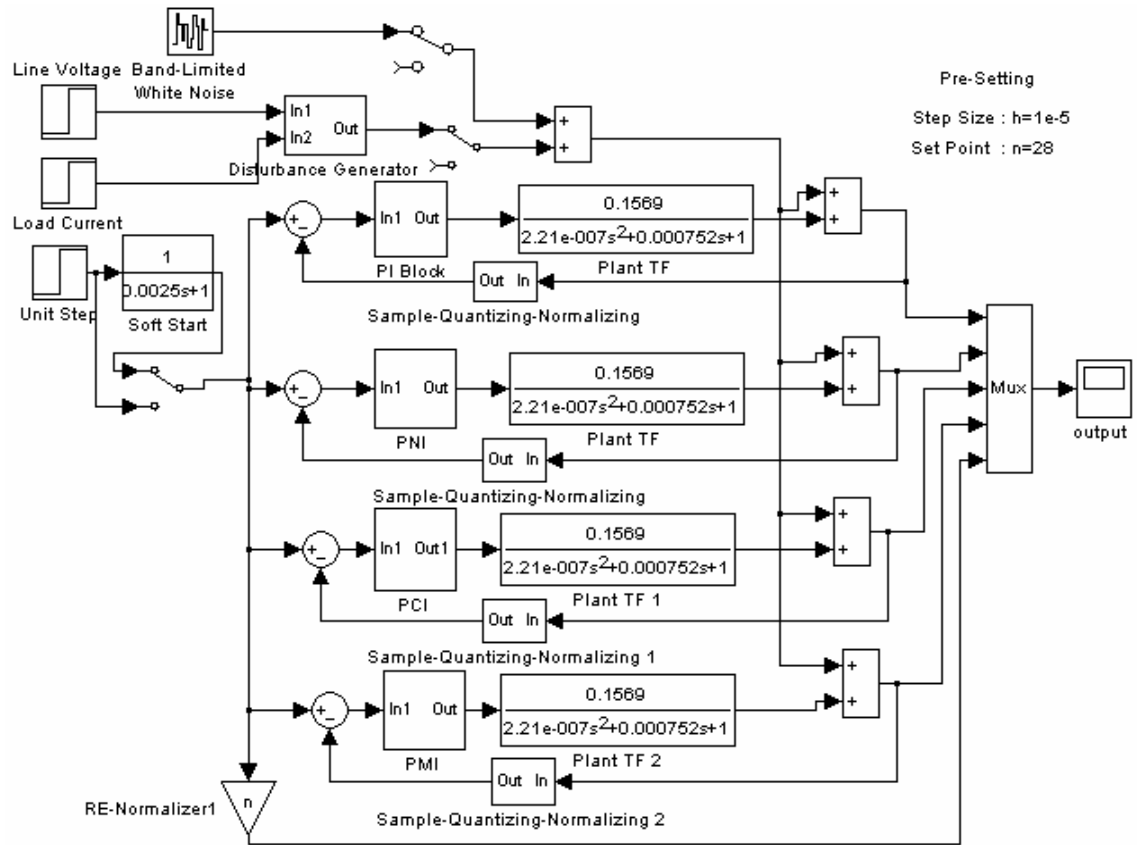 Line Voltage
Band-Limited
White Noise
Pre-Setting
Step Size : h=1e-5
Set Point : n=28
In1
In2
Out
Disturbance Generator
+
+
Load Current
Unit Step
1
0.0025s+1
Soft Start
+
-
In1 Out
PI Block
0.1569
2.21e-007s²+0.000752s+1
Plant TF
+
+
Out In
Sample-Quantizing-Normalizing
+
-
In1 Out
PNI
0.1569
2.21e-007s²+0.000752s+1
Plant TF
+
+
Out In
Sample-Quantizing-Normalizing
Mux
output
+
-
In1 Out1
PCI
0.1569
2.21e-007s²+0.000752s+1
Plant TF 1
+
+
Out In
Sample-Quantizing-Normalizing 1
+
-
In1 Out
PMI
0.1569
2.21e-007s²+0.000752s+1
Plant TF 2
+
+
Out In
Sample-Quantizing-Normalizing 2
n
RE-Normalizer1